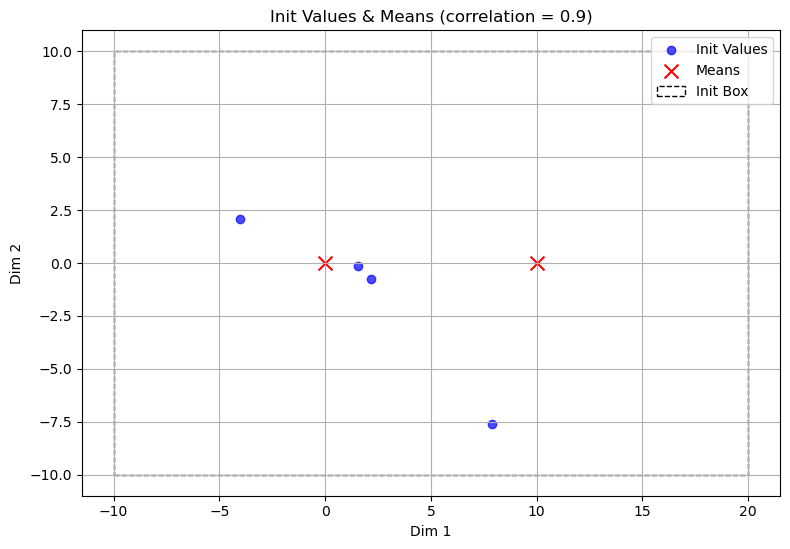 Init Values & Means (correlation = 0.9)
Init Values
Means
Init Box
10.0
7.5
5.0
2.5
0.0
−2.5
−5.0
−7.5
−10.0
Dim 2
−10
−5
0
5
10
15
20
Dim 1